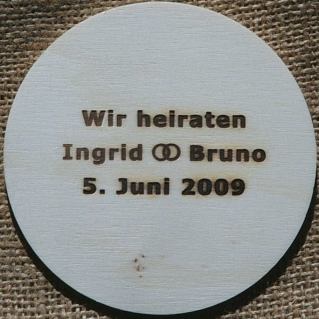 Wir heiraten
Ingrid Bruno
5. Juni 2009